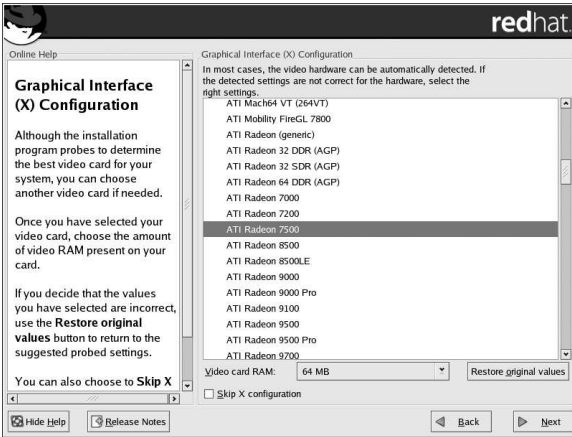 redhat.
Online Help
Graphical Interface
(X) Configuration
Although the installation
program probes to determine
the best video card for your
system, you can choose
another video card if needed.
Once you have selected your
video card, choose the amount
of video RAM present on your
card.
If you decide that the values
you have selected are incorrect,
use the Restore original
values button to return to the
suggested probed settings.
You can also choose to Skip X
Graphical Interface (X) Configuration
In most cases, the video hardware can be automatically detected. If
the detected settings are not correct for the hardware, select the
right settings.
ATI Mach64 VT (264VT)
ATI Mobility FireGL 7800
ATI Radeon (generic)
ATI Radeon 32 DDR (AGP)
ATI Radeon 32 SDR (AGP)
ATI Radeon 64 DDR (AGP)
ATI Radeon 7000
ATI Radeon 7200
ATI Radeon 7500
ATI Radeon 8500
ATI Radeon 8500LE
ATI Radeon 9000
ATI Radeon 9000 Pro
ATI Radeon 9100
ATI Radeon 9500
ATI Radeon 9500 Pro
ATI Radeon 9700
Video card RAM: 64 MB Restore original values
Skip X configuration
Hide Help Release Notes Back Next